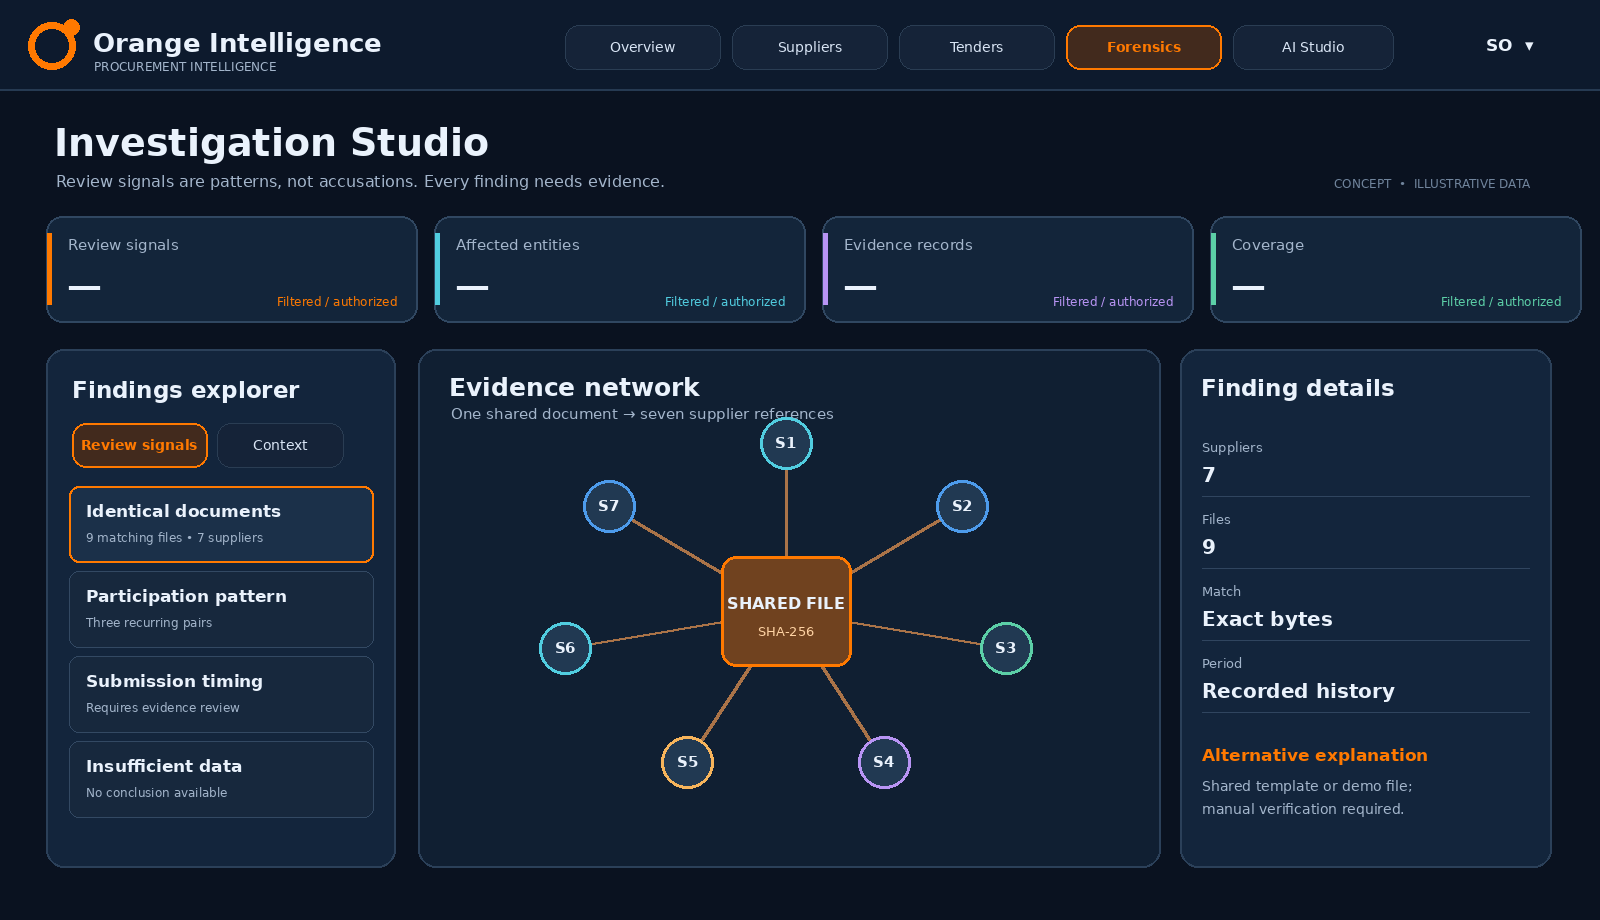 Orange Intelligence
PROCUREMENT INTELLIGENCE
Overview
Suppliers
Tenders
Forensics
AI Studio
SO ▾
Investigation Studio
Review signals are patterns, not accusations. Every finding needs evidence.
CONCEPT • ILLUSTRATIVE DATA
Review signals
—
Filtered / authorized
Affected entities
—
Filtered / authorized
Evidence records
—
Filtered / authorized
Coverage
—
Filtered / authorized
Findings explorer
Review signals
Context
Identical documents
9 matching files • 7 suppliers
Participation pattern
Three recurring pairs
Submission timing
Requires evidence review
Insufficient data
No conclusion available
Evidence network
One shared document → seven supplier references
S1
S7
S2
SHARED FILE
SHA-256
S6
S3
S5
S4
Finding details
Suppliers
7
Files
9
Match
Exact bytes
Period
Recorded history
Alternative explanation
Shared template or demo file;
manual verification required.